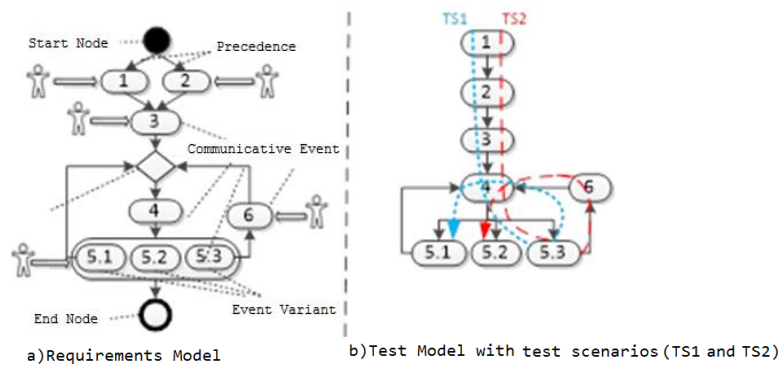 Start Node
Precedence
1
2
3
Communicative Event
4
6
5.1
5.2
5.3
Event Variant
End Node
a)Requirements Model
TS1
TS2
1
2
3
4
6
5.1
5.2
5.3
b)Test Model with test scenarios(TS1 and TS2)